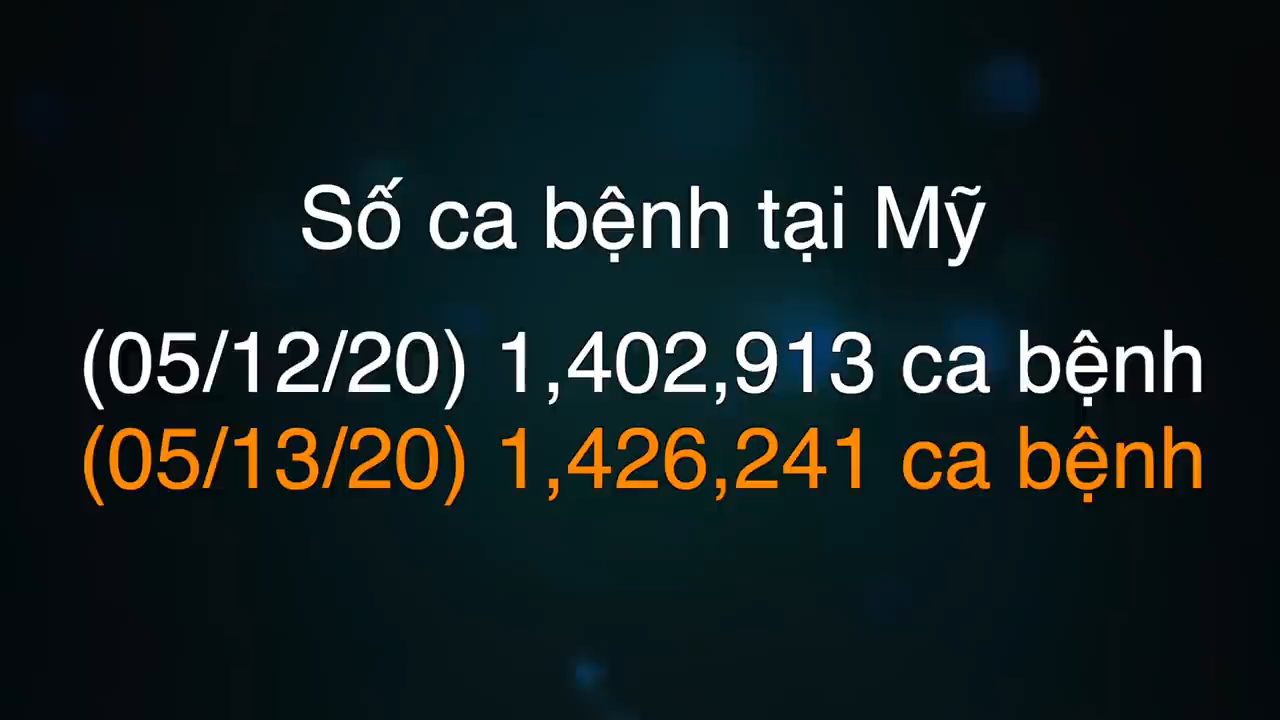 Số ca bệnh tại Mỹ
(05/12/20) 1,402,913 ca bệnh
(05/13/20) 1,426,241 ca bệnh